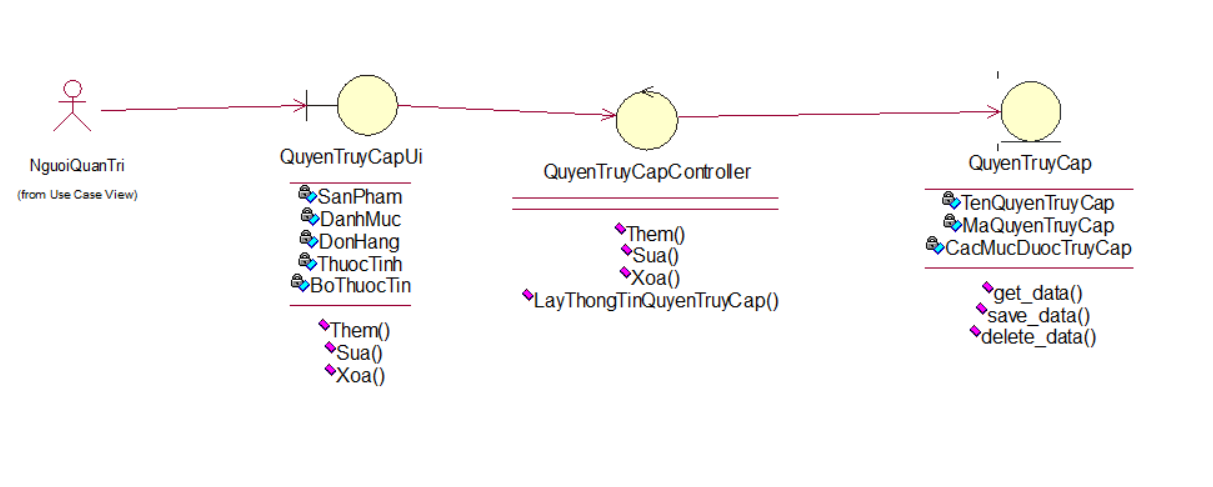 NguoiQuanTri
(from Use Case View)
QuyenTruyCapUi
SanPham
DanhMuc
DonHang
ThuocTinh
BoThuocTin
Them()
Sua()
Xoa()
QuyenTruyCapController
Them()
Sua()
Xoa()
LayThongTinQuyenTruyCap()
QuyenTruyCap
TenQuyenTruyCap
MaQuyenTruyCap
CacMucDuocTruyCap
get_data()
save_data()
delete_data()